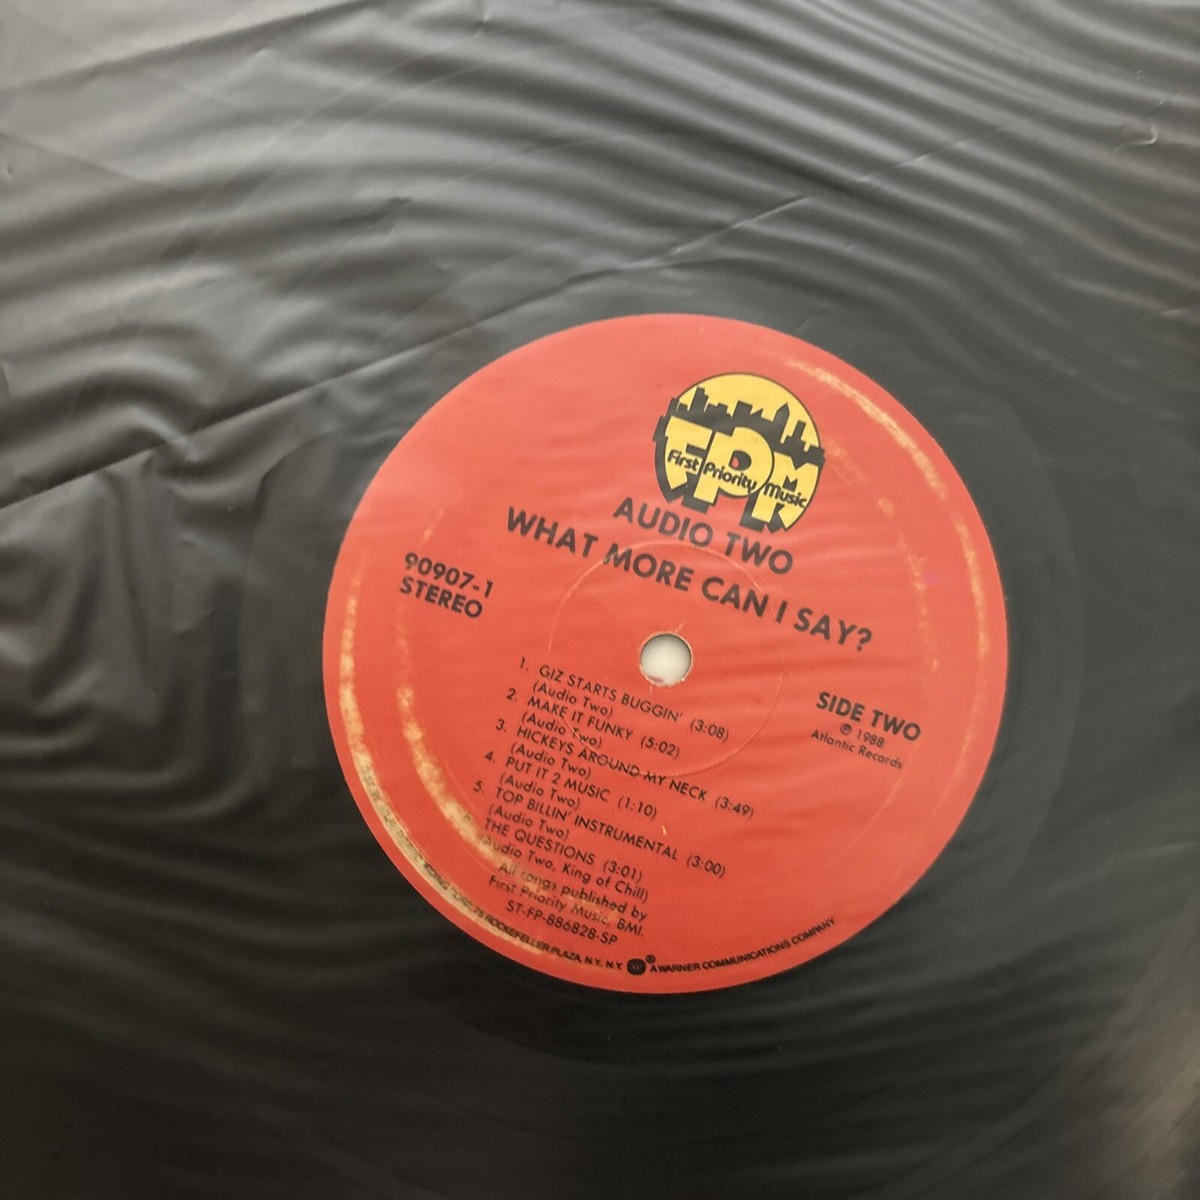 FPM
First Priority Music
AUDIO TWO
WHAT MORE CAN I SAY?
90907-1
STEREO
SIDE TWO
℗ 1988
Atlantic Records
1. GIZ STARTS BUGGIN' (3:08)
(Audio Two)
2. MAKE IT FUNKY (5:02)
(Audio Two)
3. HICKEYS AROUND MY NECK (3:49)
(Audio Two)
4. PUT IT 2 MUSIC (1:10)
(Audio Two)
5. TOP BILLIN' INSTRUMENTAL (3:00)
(Audio Two)
6. THE QUESTIONS (3:01)
(Audio Two, King of Chill)
All songs published by
First Priority Music, BMI.
ST-FP-886828-SP
ROCKEFELLER PLAZA, N.Y., N.Y. W ® A WARNER COMMUNICATIONS COMPANY